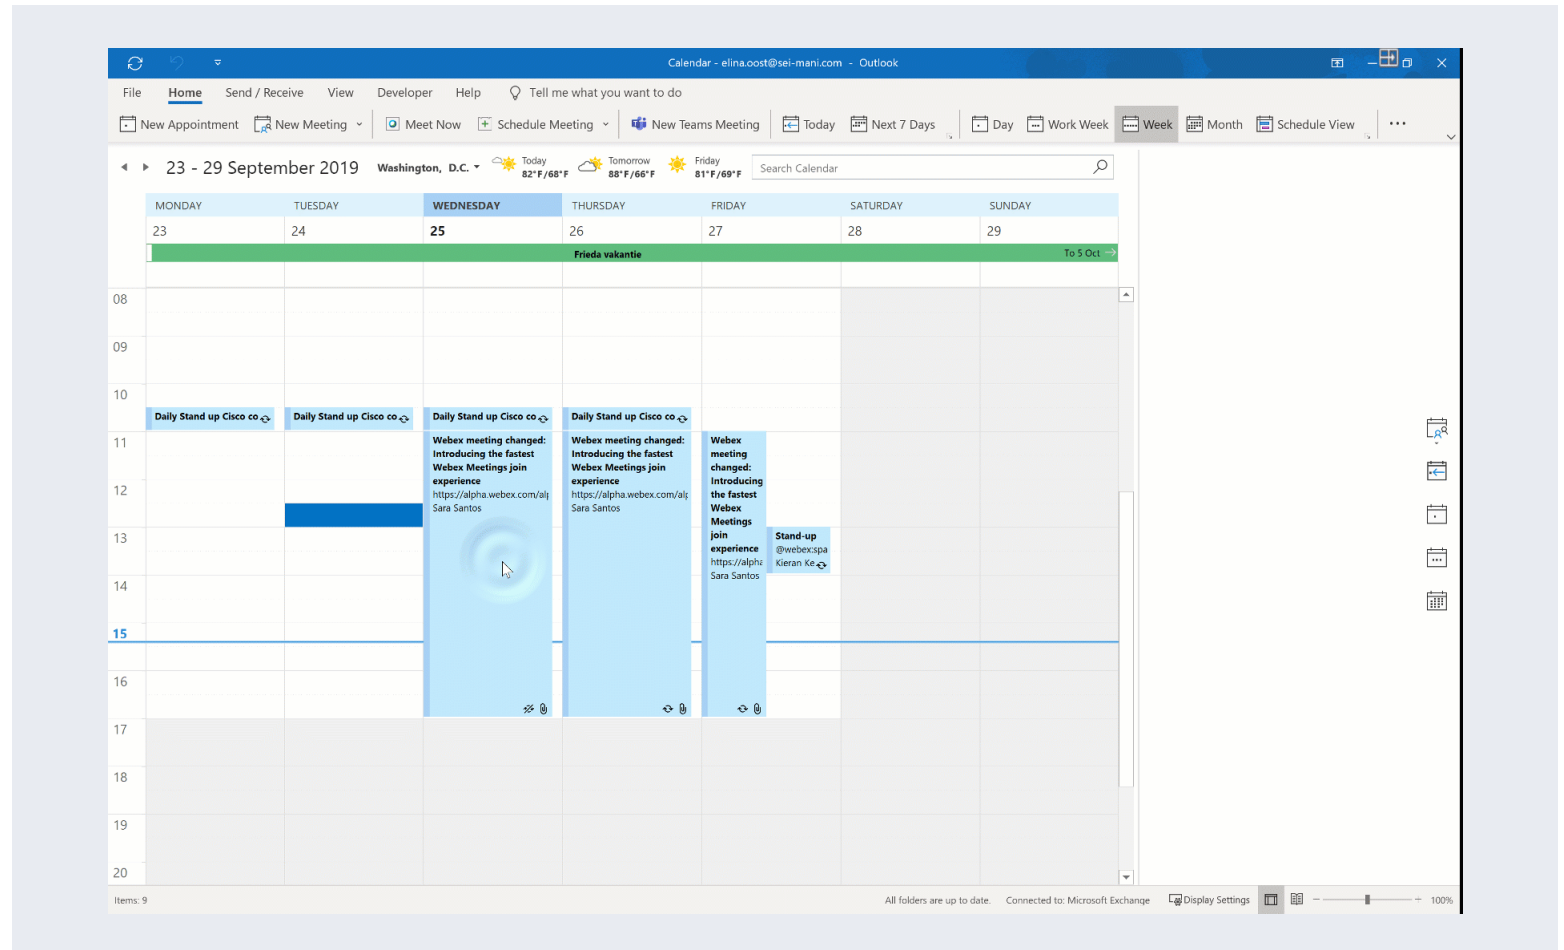 Calendar - elina.oost@sei-mani.com - Outlook
File Home Send / Receive View Developer Help Tell me what you want to do
New Appointment New Meeting Meet Now Schedule Meeting New Teams Meeting Today Next 7 Days Day Work Week Week Month Schedule View ...
23 - 29 September 2019 Washington, D.C. Today 82°F/68°F Tomorrow 88°F/66°F Friday 81°F/69°F Search Calendar
MONDAY TUESDAY WEDNESDAY THURSDAY FRIDAY SATURDAY SUNDAY
23 24 25 26 27 28 29
Frieda vakantie To 5 Oct
08
09
10
Daily Stand up Cisco co Daily Stand up Cisco co Daily Stand up Cisco co Daily Stand up Cisco co
11
Webex meeting changed:
Introducing the fastest
Webex Meetings join
experience
https://alpha.webex.com/alp
Sara Santos
Webex meeting changed:
Introducing the fastest
Webex Meetings join
experience
https://alpha.webex.com/alp
Sara Santos
Webex
meeting
changed:
Introducing
the fastest
Webex
Meetings
join
experience
https://alpha
Sara Santos
Stand-up
@webex:spa
Kieran Ke
12
13
14
15
16
17
18
19
20
Items: 9 All folders are up to date. Connected to: Microsoft Exchange Display Settings 100%